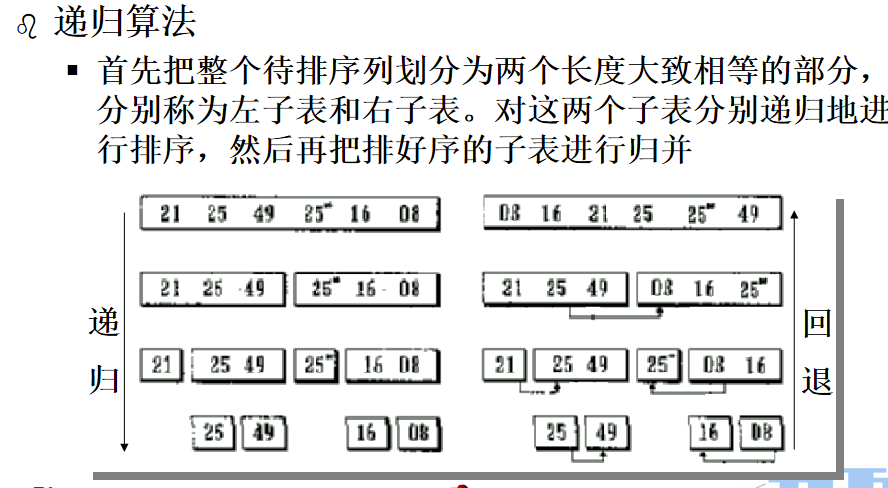 递归算法
首先把整个待排序列划分为两个长度大致相等的部分，
分别称为左子表和右子表。对这两个子表分别递归地进
行排序，然后再把排好序的子表进行归并
21 25 49 25* 16 08
08 16 21 25 25* 49
21 25 49 25* 16 08
21 25 49 08 16 25*
递归
回退
21 25 49 25* 16 08
21 25 49 25* 08 16
25 49 16 08
25 49 16 08